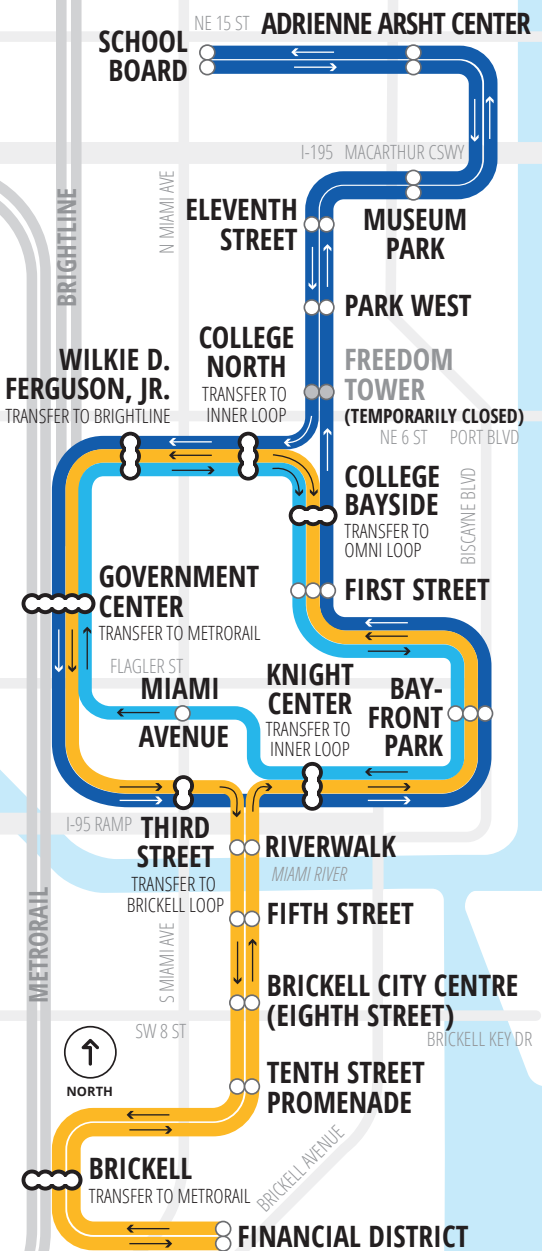 NE 15 ST
ADRIENNE ARSHT CENTER
SCHOOL
BOARD
I-195 MACARTHUR CSWY
N MIAMI AVE
BRIGHTLINE
ELEVENTH
STREET
MUSEUM
PARK
PARK WEST
COLLEGE
NORTH
TRANSFER TO
INNER LOOP
WILKIE D.
FERGUSON, JR.
TRANSFER TO BRIGHTLINE
FREEDOM
TOWER
(TEMPORARILY CLOSED)
NE 6 ST PORT BLVD
COLLEGE
BAYSIDE
TRANSFER TO
OMNI LOOP
BISCAYNE BLVD
GOVERNMENT
CENTER
TRANSFER TO METRORAIL
FIRST STREET
FLAGLER ST
MIAMI
AVENUE
KNIGHT
CENTER
TRANSFER TO
INNER LOOP
BAY-
FRONT
PARK
I-95 RAMP
THIRD
STREET
TRANSFER TO
BRICKELL LOOP
RIVERWALK
MIAMI RIVER
METRORAIL
S MIAMI AVE
FIFTH STREET
BRICKELL CITY CENTRE
(EIGHTH STREET)
SW 8 ST
BRICKELL KEY DR
NORTH
TENTH STREET
PROMENADE
BRICKELL AVENUE
BRICKELL
TRANSFER TO METRORAIL
FINANCIAL DISTRICT